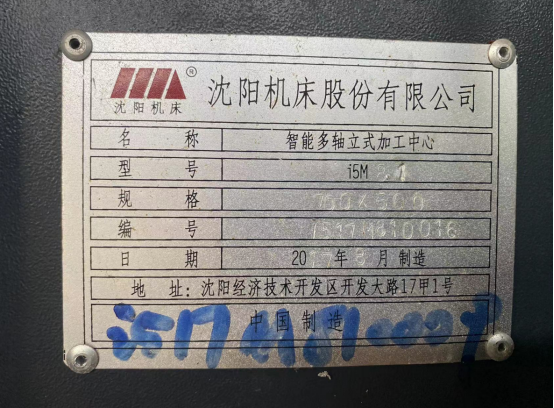 沈阳机床
®
沈阳机床股份有限公司
名 称 智能多轴立式加工中心
型 号 i5M
规 格
编 号
日 期 20 年 月 制造
地 址: 沈阳经济技术开发区开发大路17甲1号
中国制造